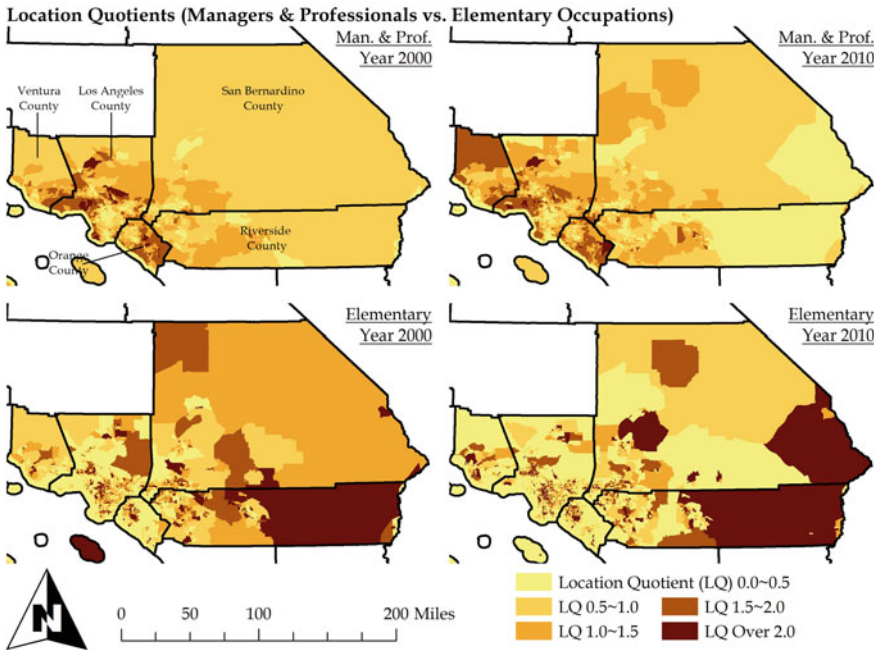 Location Quotients (Managers & Professionals vs. Elementary Occupations)
Man. & Prof.
Year 2000
Man. & Prof.
Year 2010
Ventura
County
Los Angeles
County
San Bernardino
County
Riverside
County
Orange
County
Elementary
Year 2000
Elementary
Year 2010
N
0 50 100 200 Miles
Location Quotient (LQ) 0.0~0.5
LQ 0.5~1.0
LQ 1.5~2.0
LQ 1.0~1.5
LQ Over 2.0